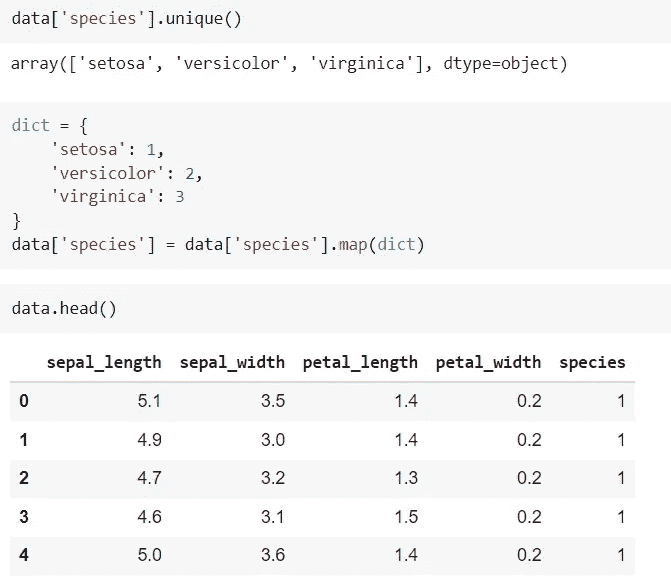 data['species'].unique()
array(['setosa', 'versicolor', 'virginica'], dtype=object)
dict = {
    'setosa': 1,
    'versicolor': 2,
    'virginica': 3
}
data['species'] = data['species'].map(dict)
data.head()
sepal_length sepal_width petal_length petal_width species
0 5.1 3.5 1.4 0.2 1
1 4.9 3.0 1.4 0.2 1
2 4.7 3.2 1.3 0.2 1
3 4.6 3.1 1.5 0.2 1
4 5.0 3.6 1.4 0.2 1